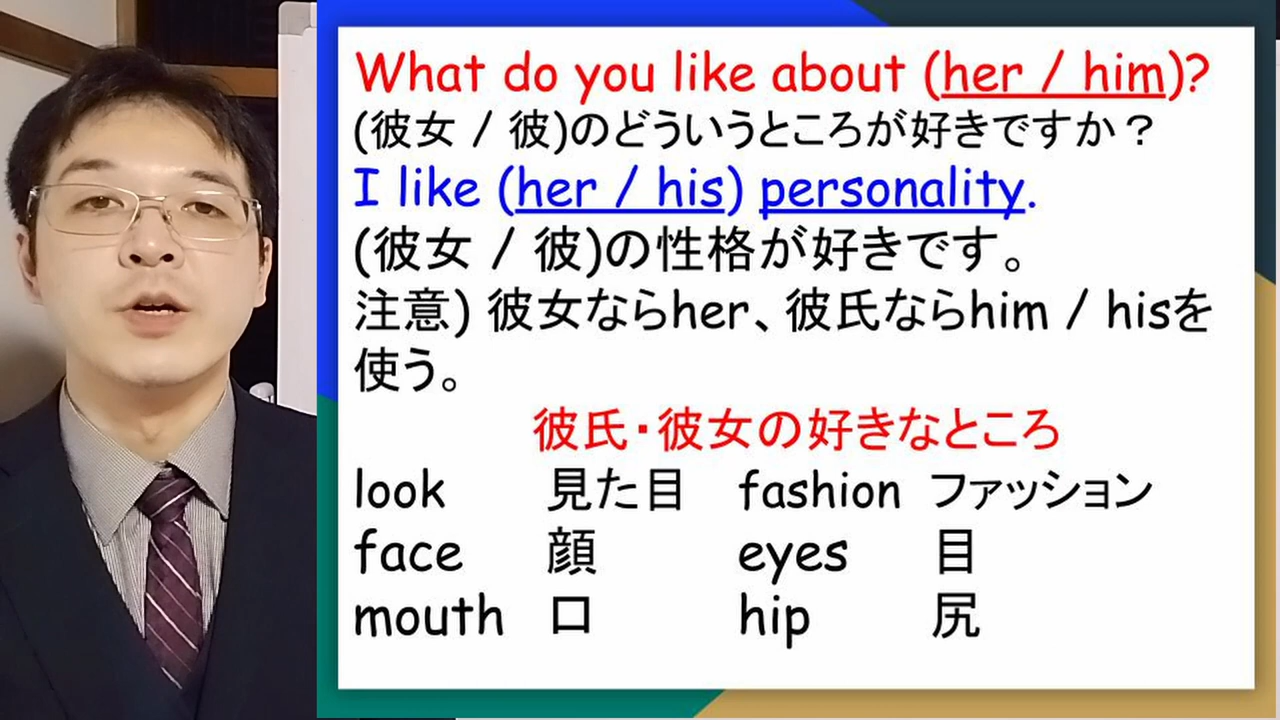 What do you like about (her / him)?
(彼女 / 彼)のどういうところが好きですか？
I like (her / his) personality.
(彼女 / 彼)の性格が好きです。
注意) 彼女ならher、彼氏ならhim / hisを
使う。
彼氏・彼女の好きなところ
look 見た目 fashion ファッション
face 顔 eyes 目
mouth 口 hip 尻